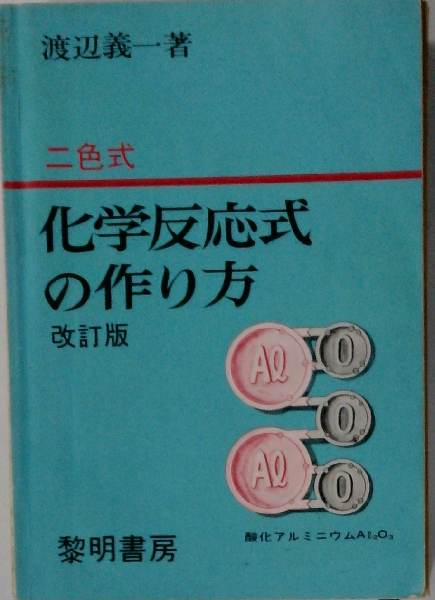 渡辺義一著
二色式
化学反応式
の作り方
改訂版
Al
O
O
Al
O
酸化アルミニウムAl₂O₃
黎明書房